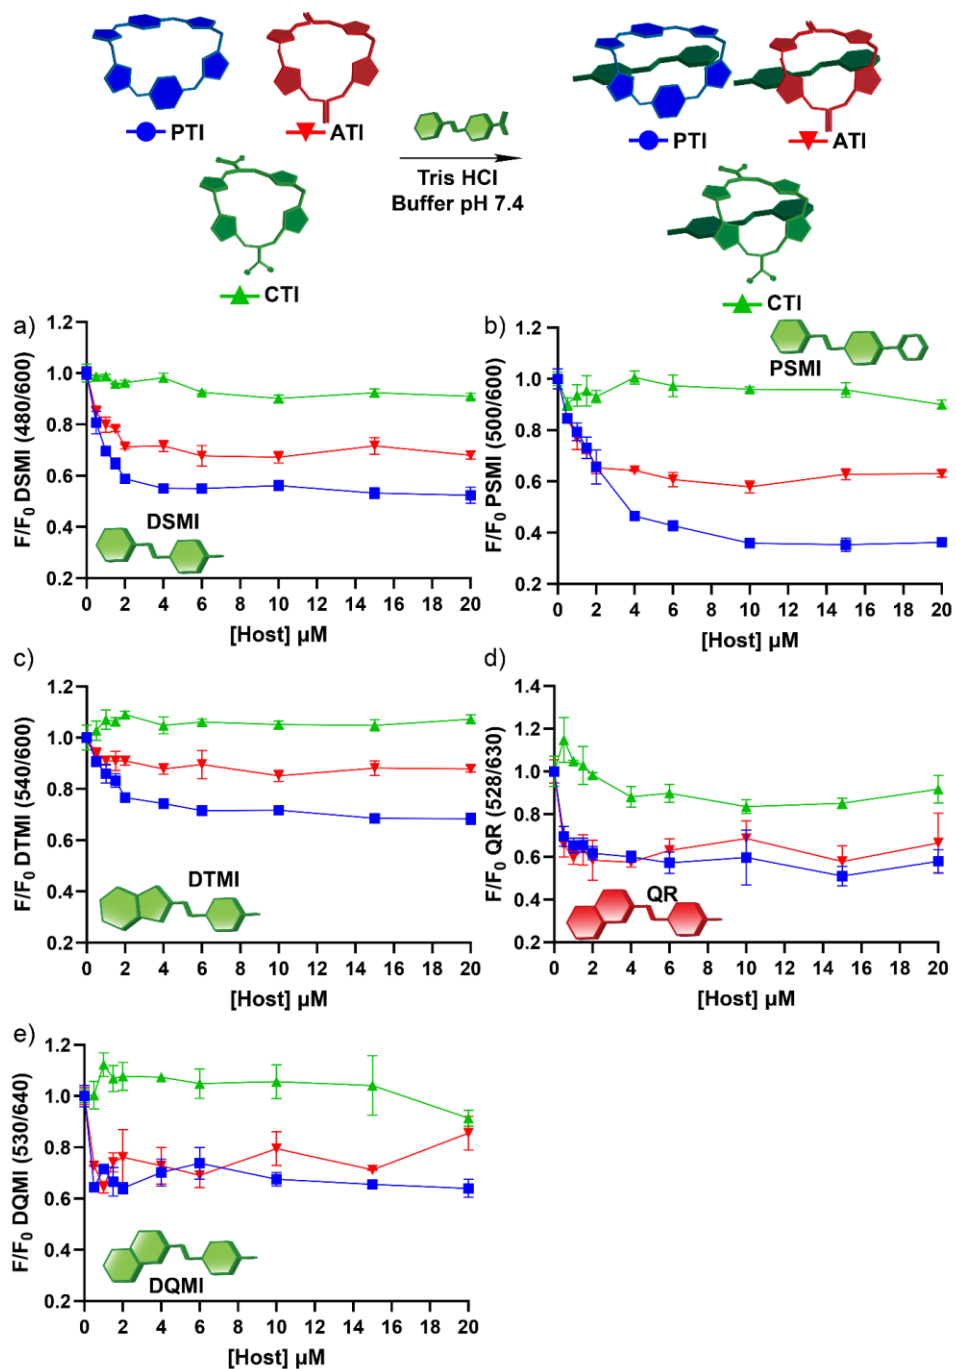 PTI
ATI
Tris HCl
Buffer pH 7.4
CTI
PTI
ATI
CTI
a)
1.2
1.0
0.8
0.6
0.4
0.2
F/F₀ DSMI (480/600)
DSMI
0 2 4 6 8 10 12 14 16 18 20
[Host] µM
b)
1.2
1.0
0.8
0.6
0.4
0.2
F/F₀ PSMI (500/600)
PSMI
0 2 4 6 8 10 12 14 16 18 20
[Host] µM
c)
1.2
1.0
0.8
0.6
0.4
0.2
F/F₀ DTMI (540/600)
DTMI
0 2 4 6 8 10 12 14 16 18 20
[Host] µM
d)
1.4
1.2
1.0
0.8
0.6
0.4
0.2
F/F₀ QR (528/630)
QR
0 2 4 6 8 10 12 14 16 18 20
[Host] µM
e)
1.2
1.0
0.8
0.6
0.4
0.2
F/F₀ DQMI (530/640)
DQMI
0 2 4 6 8 10 12 14 16 18 20
[Host] µM